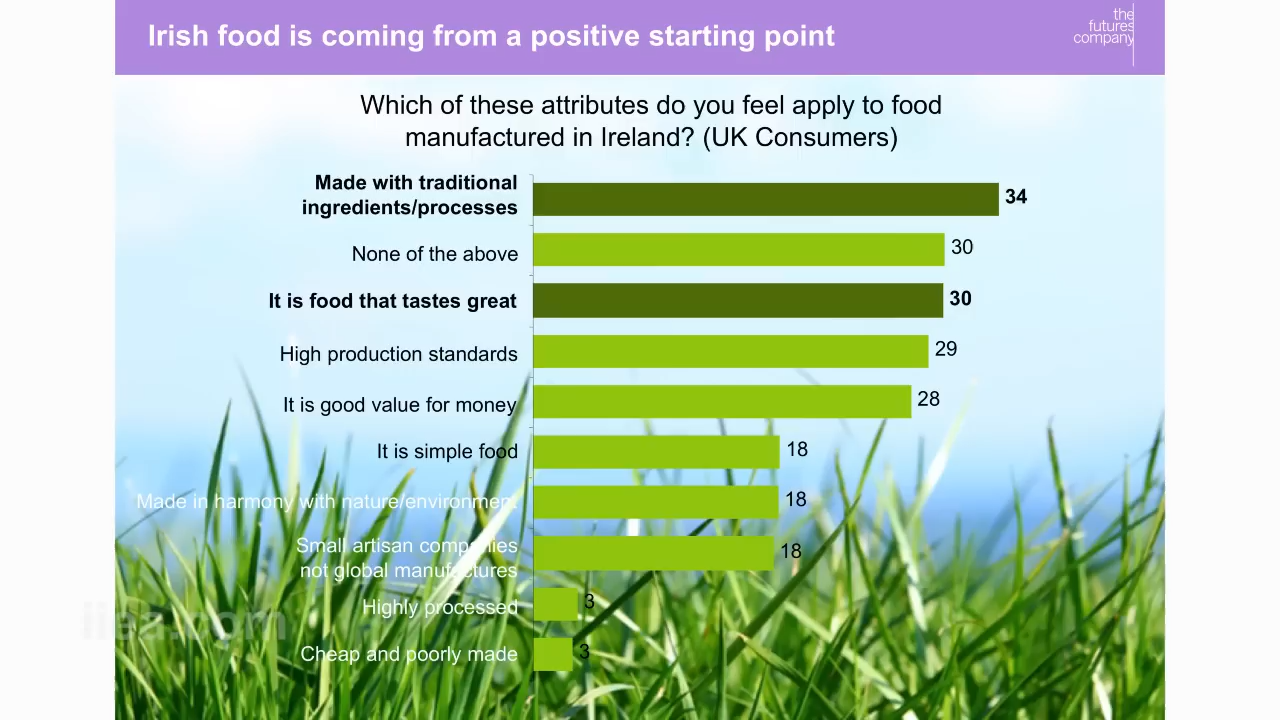 Irish food is coming from a positive starting point
the
futures
company
Which of these attributes do you feel apply to food
manufactured in Ireland? (UK Consumers)
Made with traditional
ingredients/processes
34
None of the above
30
It is food that tastes great
30
High production standards
29
It is good value for money
28
It is simple food
18
Made in harmony with nature/environment
18
Small artisan companies
not global manufactures
18
Highly processed
3
Cheap and poorly made
3